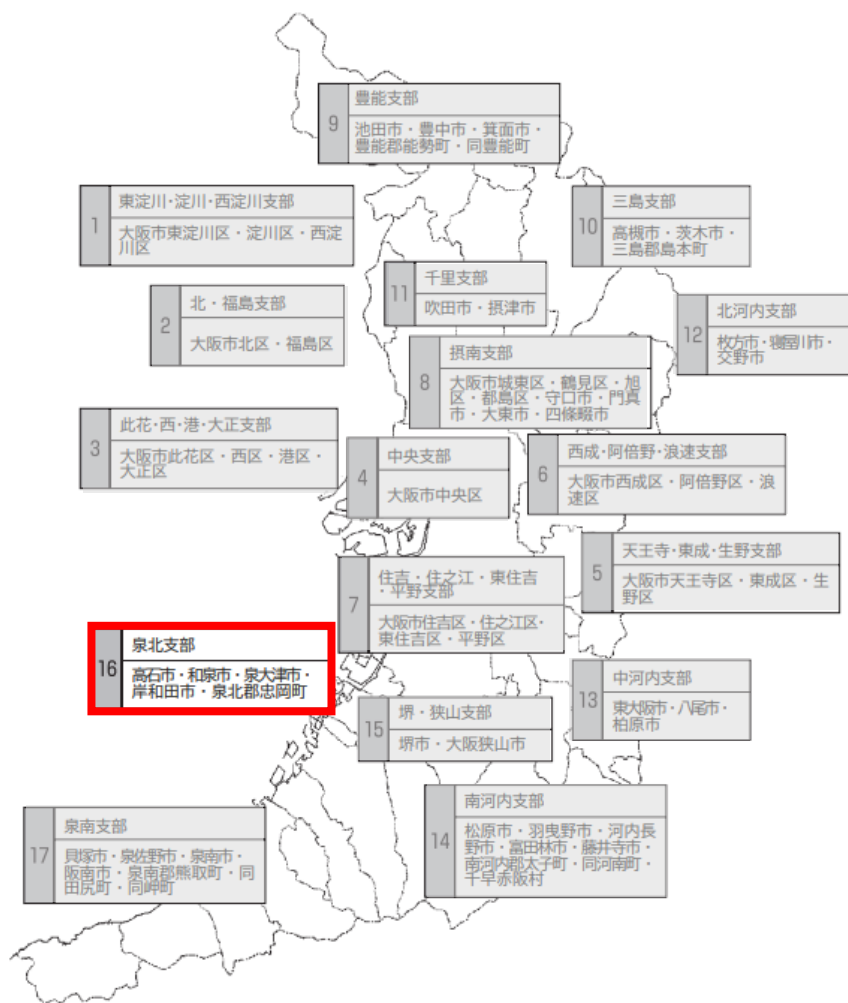 9
豊能支部
池田市・豊中市・箕面市・
豊能郡能勢町・同豊能町
1
東淀川・淀川・西淀川支部
大阪市東淀川区・淀川区・西淀
川区
10
三島支部
高槻市・茨木市・
三島郡島本町
11
千里支部
吹田市・摂津市
2
北・福島支部
大阪市北区・福島区
12
北河内支部
枚方市・寝屋川市・
交野市
8
摂南支部
大阪市城東区・鶴見区・旭
区・都島区・守口市・門真
市・大東市・四條畷市
3
此花・西・港・大正支部
大阪市此花区・西区・港区・
大正区
4
中央支部
大阪市中央区
6
西成・阿倍野・浪速支部
大阪市西成区・阿倍野区・浪
速区
5
天王寺・東成・生野支部
大阪市天王寺区・東成区・生
野区
7
住吉・住之江・東住吉
・平野支部
大阪市住吉区・住之江区・
東住吉区・平野区
16
泉北支部
高石市・和泉市・泉大津市・
岸和田市・泉北郡忠岡町
13
中河内支部
東大阪市・八尾市・
柏原市
15
堺・狭山支部
堺市・大阪狭山市
14
南河内支部
松原市・羽曳野市・河内長
野市・富田林市・藤井寺市・
南河内郡太子町・同河南町・
千早赤阪村
17
泉南支部
貝塚市・泉佐野市・泉南市・
阪南市・泉南郡熊取町・同
田尻町・同岬町